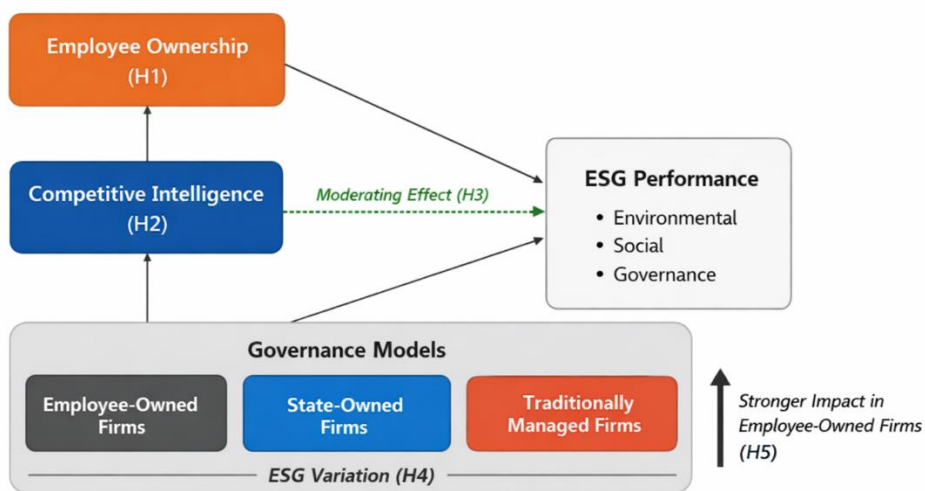 Employee Ownership
(H1)
Competitive Intelligence
(H2)
Moderating Effect (H3)
ESG Performance
• Environmental
• Social
• Governance
Governance Models
Employee-Owned
Firms
State-Owned
Firms
Traditionally
Managed Firms
ESG Variation (H4)
Stronger Impact in
Employee-Owned Firms
(H5)